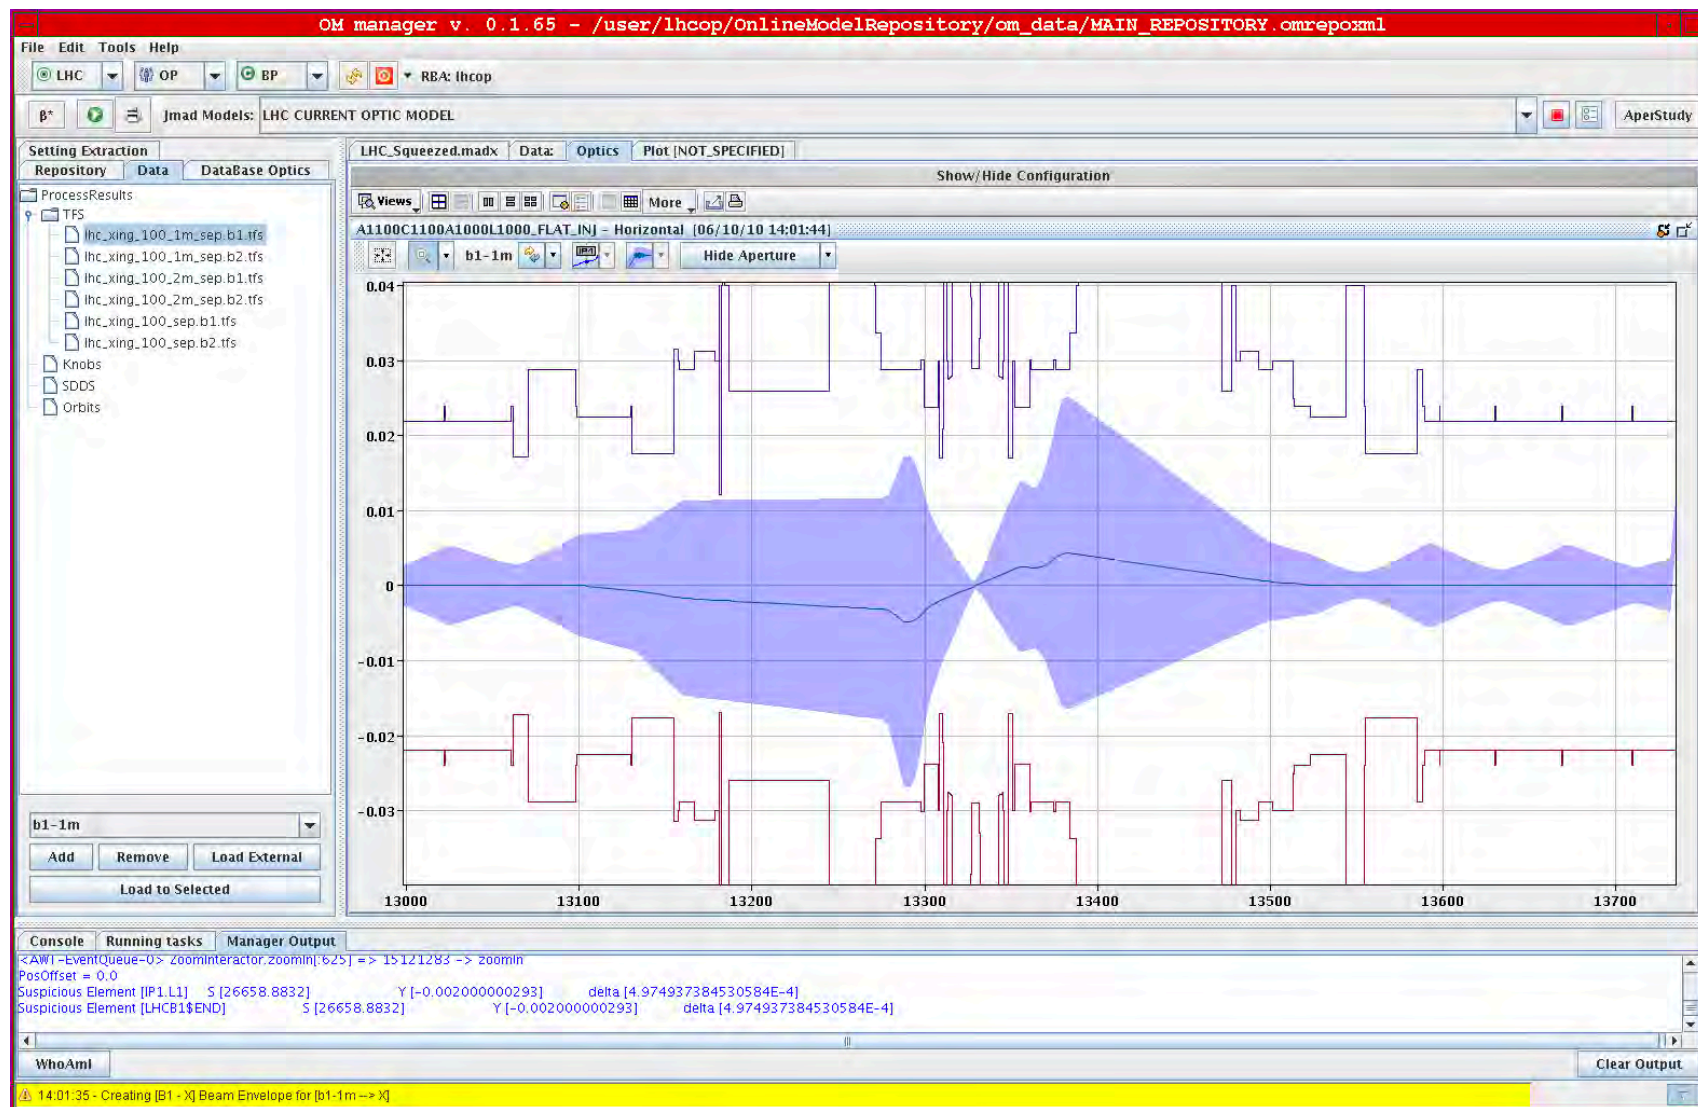 OM manager v. 0.1.65 - /user/lhcop/OnlineModelRepository/om_data/MAIN_REPOSITORY.omrepoxml
File Edit Tools Help
LHC OP BP RBA: lhcop
β* Jmad Models: LHC CURRENT OPTIC MODEL AperStudy
Setting Extraction
Repository Data DataBase Optics
ProcessResults
TFS
lhc_xing_100_1m_sep.b1.tfs
lhc_xing_100_1m_sep.b2.tfs
lhc_xing_100_2m_sep.b1.tfs
lhc_xing_100_2m_sep.b2.tfs
lhc_xing_100_sep.b1.tfs
lhc_xing_100_sep.b2.tfs
Knobs
SDDS
Orbits
b1-1m
Add Remove Load External
Load to Selected
LHC_Squeezed.madx Data: Optics Plot [NOT_SPECIFIED]
Show/Hide Configuration
Views More
A1100C1100A1000L1000_FLAT_INJ - Horizontal [06/10/10 14:01:44]
b1-1m Hide Aperture
0.04
0.03
0.02
0.01
0
-0.01
-0.02
-0.03
13000 13100 13200 13300 13400 13500 13600 13700
Console Running tasks Manager Output
<AWT-EventQueue-0> ZoomInteractor.zoomIn[:625] => 15121283 -> zoomIn
PosOffset = 0.0
Suspicious Element [IP1.L1] S [26658.8832] Y [-0.002000000293] delta [4.974937384530584E-4]
Suspicious Element [LHCB1$END] S [26658.8832] Y [-0.002000000293] delta [4.974937384530584E-4]
WhoAmI Clear Output
14:01:35 - Creating [B1 - X] Beam Envelope for [b1-1m --> X]